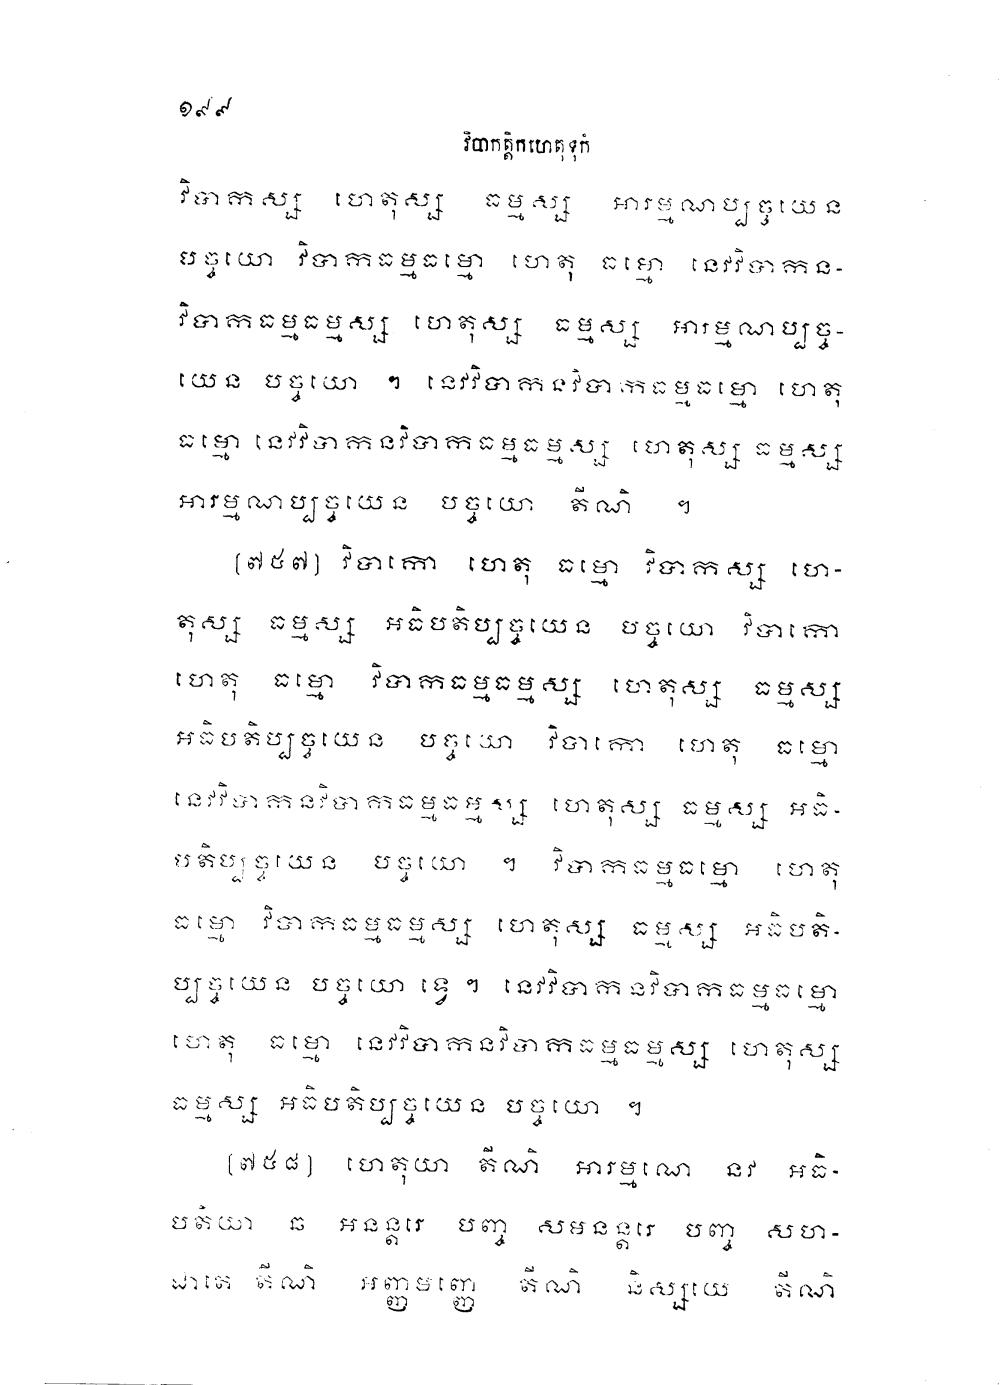 ១៩៩
វិបាកត្តិកហេតុទុកំ
វិបាកស្ស ហេតុស្ស ធម្មស្ស អារម្មណប្បច្ចយេន
បច្ចយោ វិបាកធម្មធម្មោ ហេតុ ធម្មោ នេវវិបាកន-
វិបាកធម្មធម្មស្ស ហេតុស្ស ធម្មស្ស អារម្មណប្បច្ច-
យេន បច្ចយោ ។ នេវវិបាកនវិបាកធម្មធម្មោ ហេតុ
ធម្មោ នេវវិបាកនវិបាកធម្មធម្មស្ស ហេតុស្ស ធម្មស្ស
អារម្មណប្បច្ចយេន បច្ចយោ តីណិ ។
[៧៥៧] វិបាកោ ហេតុ ធម្មោ វិបាកស្ស ហេ-
តុស្ស ធម្មស្ស អធិបតិប្បច្ចយេន បច្ចយោ វិបាកោ
ហេតុ ធម្មោ វិបាកធម្មធម្មស្ស ហេតុស្ស ធម្មស្ស
អធិបតិប្បច្ចយេន បច្ចយោ វិបាកោ ហេតុ ធម្មោ
នេវវិបាកនវិបាកធម្មធម្មស្ស ហេតុស្ស ធម្មស្ស អធិ-
បតិប្បច្ចយេន បច្ចយោ ។ វិបាកធម្មធម្មោ ហេតុ
ធម្មោ វិបាកធម្មធម្មស្ស ហេតុស្ស ធម្មស្ស អធិបតិ-
ប្បច្ចយេន បច្ចយោ ទ្វេ ។ នេវវិបាកនវិបាកធម្មធម្មោ
ហេតុ ធម្មោ នេវវិបាកនវិបាកធម្មធម្មស្ស ហេតុស្ស
ធម្មស្ស អធិបតិប្បច្ចយេន បច្ចយោ ។
[៧៥៨] ហេតុយា តីណិ អារម្មណេ នវ អធិ-
បតិយា ឆ អនន្តរេ បញ្ច សមនន្តរេ បញ្ច សហ-
ជាតេ តីណិ អញ្ញមញ្ញេ តីណិ និស្សយេ តីណិ